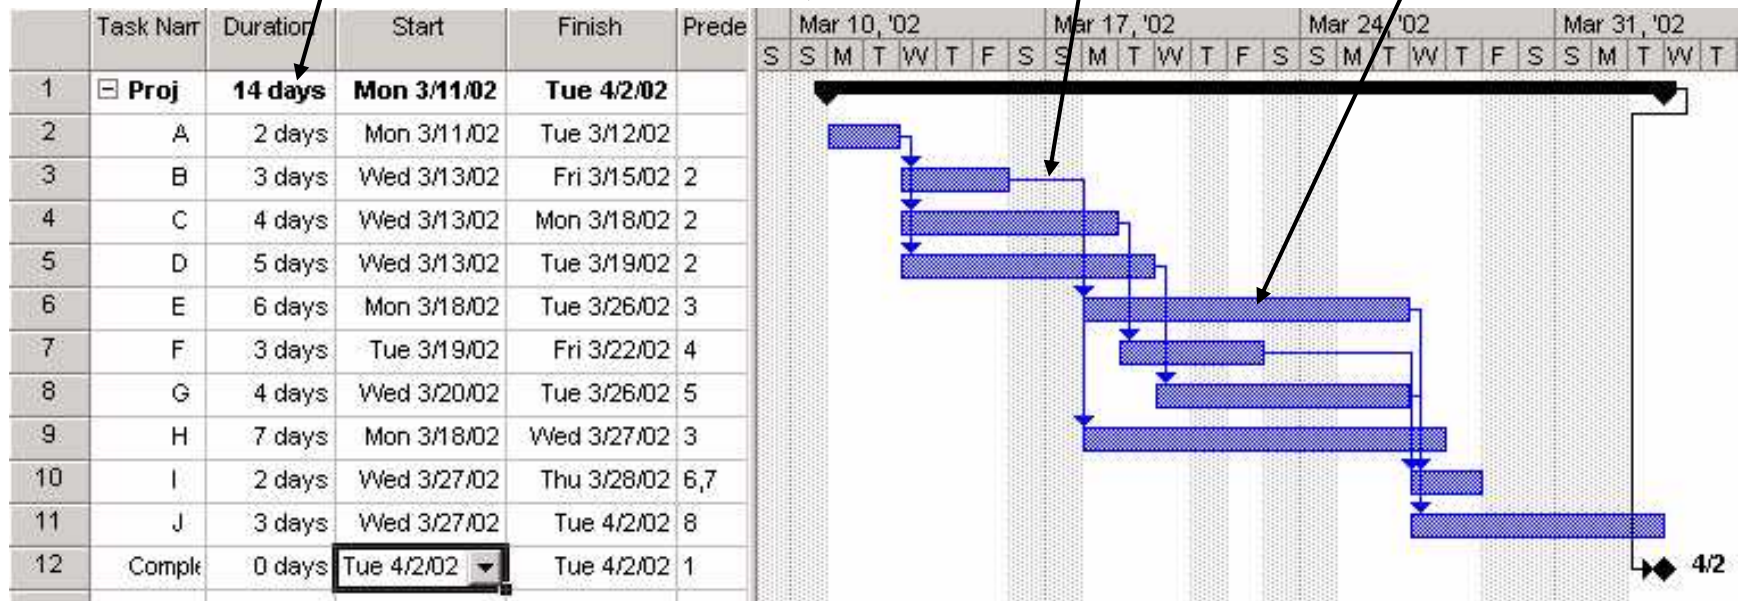 Task Nam Duration Start Finish Prede Mar 10, '02 Mar 17, '02 Mar 24, '02 Mar 31, '02
S S M T W T F S S M T W T F S S M T W T F S S M T W T
1 Proj 14 days Mon 3/11/02 Tue 4/2/02
2 A 2 days Mon 3/11/02 Tue 3/12/02
3 B 3 days Wed 3/13/02 Fri 3/15/02 2
4 C 4 days Wed 3/13/02 Mon 3/18/02 2
5 D 5 days Wed 3/13/02 Tue 3/19/02 2
6 E 6 days Mon 3/18/02 Tue 3/26/02 3
7 F 3 days Tue 3/19/02 Fri 3/22/02 4
8 G 4 days Wed 3/20/02 Tue 3/26/02 5
9 H 7 days Mon 3/18/02 Wed 3/27/02 3
10 I 2 days Wed 3/27/02 Thu 3/28/02 6,7
11 J 3 days Wed 3/27/02 Tue 4/2/02 8
12 Comple 0 days Tue 4/2/02 Tue 4/2/02 1 4/2